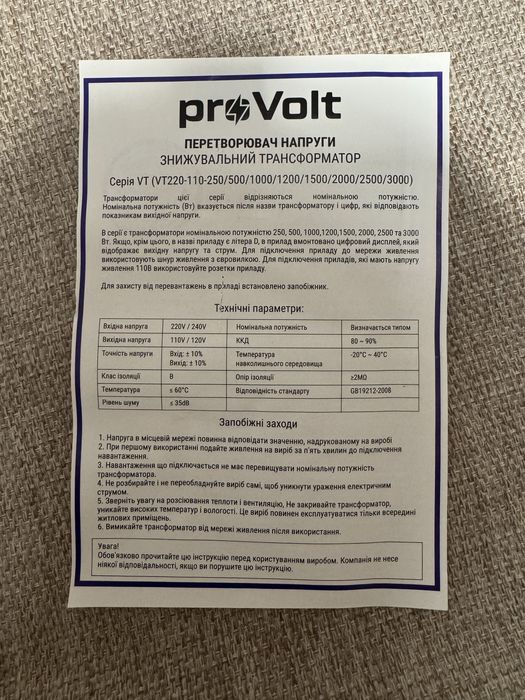 proVolt
ПЕРЕТВОРЮВАЧ НАПРУГИ
ЗНИЖУВАЛЬНИЙ ТРАНСФОРМАТОР
Серія VT (VT220-110-250/500/1000/1200/1500/2000/2500/3000)
Трансформатори цієї серії відрізняються номінальною потужністю.
Номінальна потужність (Вт) вказується після назви трансформатору і цифр, які відповідають
показникам вихідної напруги.
В серії є трансформатори номінальною потужністю 250, 500, 1000,1200,1500, 2000, 2500 та 3000
Вт. Якщо, крім цього, в назві приладу є літера D, в прилад вмонтовано цифровий дисплей, який
відображає вихідну напругу та струм. Для підключення приладу до мережі живлення
використовують шнур живлення з євровилкою. Для підключення приладів, які мають напругу
живлення 110В використовуйте розетки приладу.
Для захисту від перевантажень в приладі встановлено запобіжник.
Технічні параметри:
Вхідна напруга 220V / 240V Номінальна потужність Визначається типом
Вихідна напруга 110V / 120V ККД 80 ~ 90%
Точність напруги Вхід: ± 10% Температура -20°C ~ 40°C
Вихід: ± 10% навколишнього середовища
Клас ізоляції B Опір ізоляції ≥2MΩ
Температура ≤ 60°C Відповідність стандарту GB19212-2008
Рівень шуму ≤ 35dB
Запобіжні заходи
1. Напруга в місцевій мережі повинна відповідати значенню, надрукованому на виробі
2. При першому використанні подайте живлення на виріб за п'ять хвилин до підключення
навантаження.
3. Навантаження що підключається не має перевищувати номінальну потужність
трансформатора.
4. Не розбирайте і не переобладнуйте виріб самі, щоб уникнути ураження електричним
струмом.
5. Зверніть увагу на розсіювання теплоти і вентиляцію, Не закривайте трансформатор,
уникайте високих температур і вологості. Це виріб повинен експлуатуватися тільки всередині
житлових приміщень.
6. Вимикайте трансформатор від мережі живлення після використання.
Увага!
Обов'язково прочитайте цю інструкцію перед користуванням виробом. Компанія не несе
ніякої відповідальності, якщо ви порушите цю інструкцію.